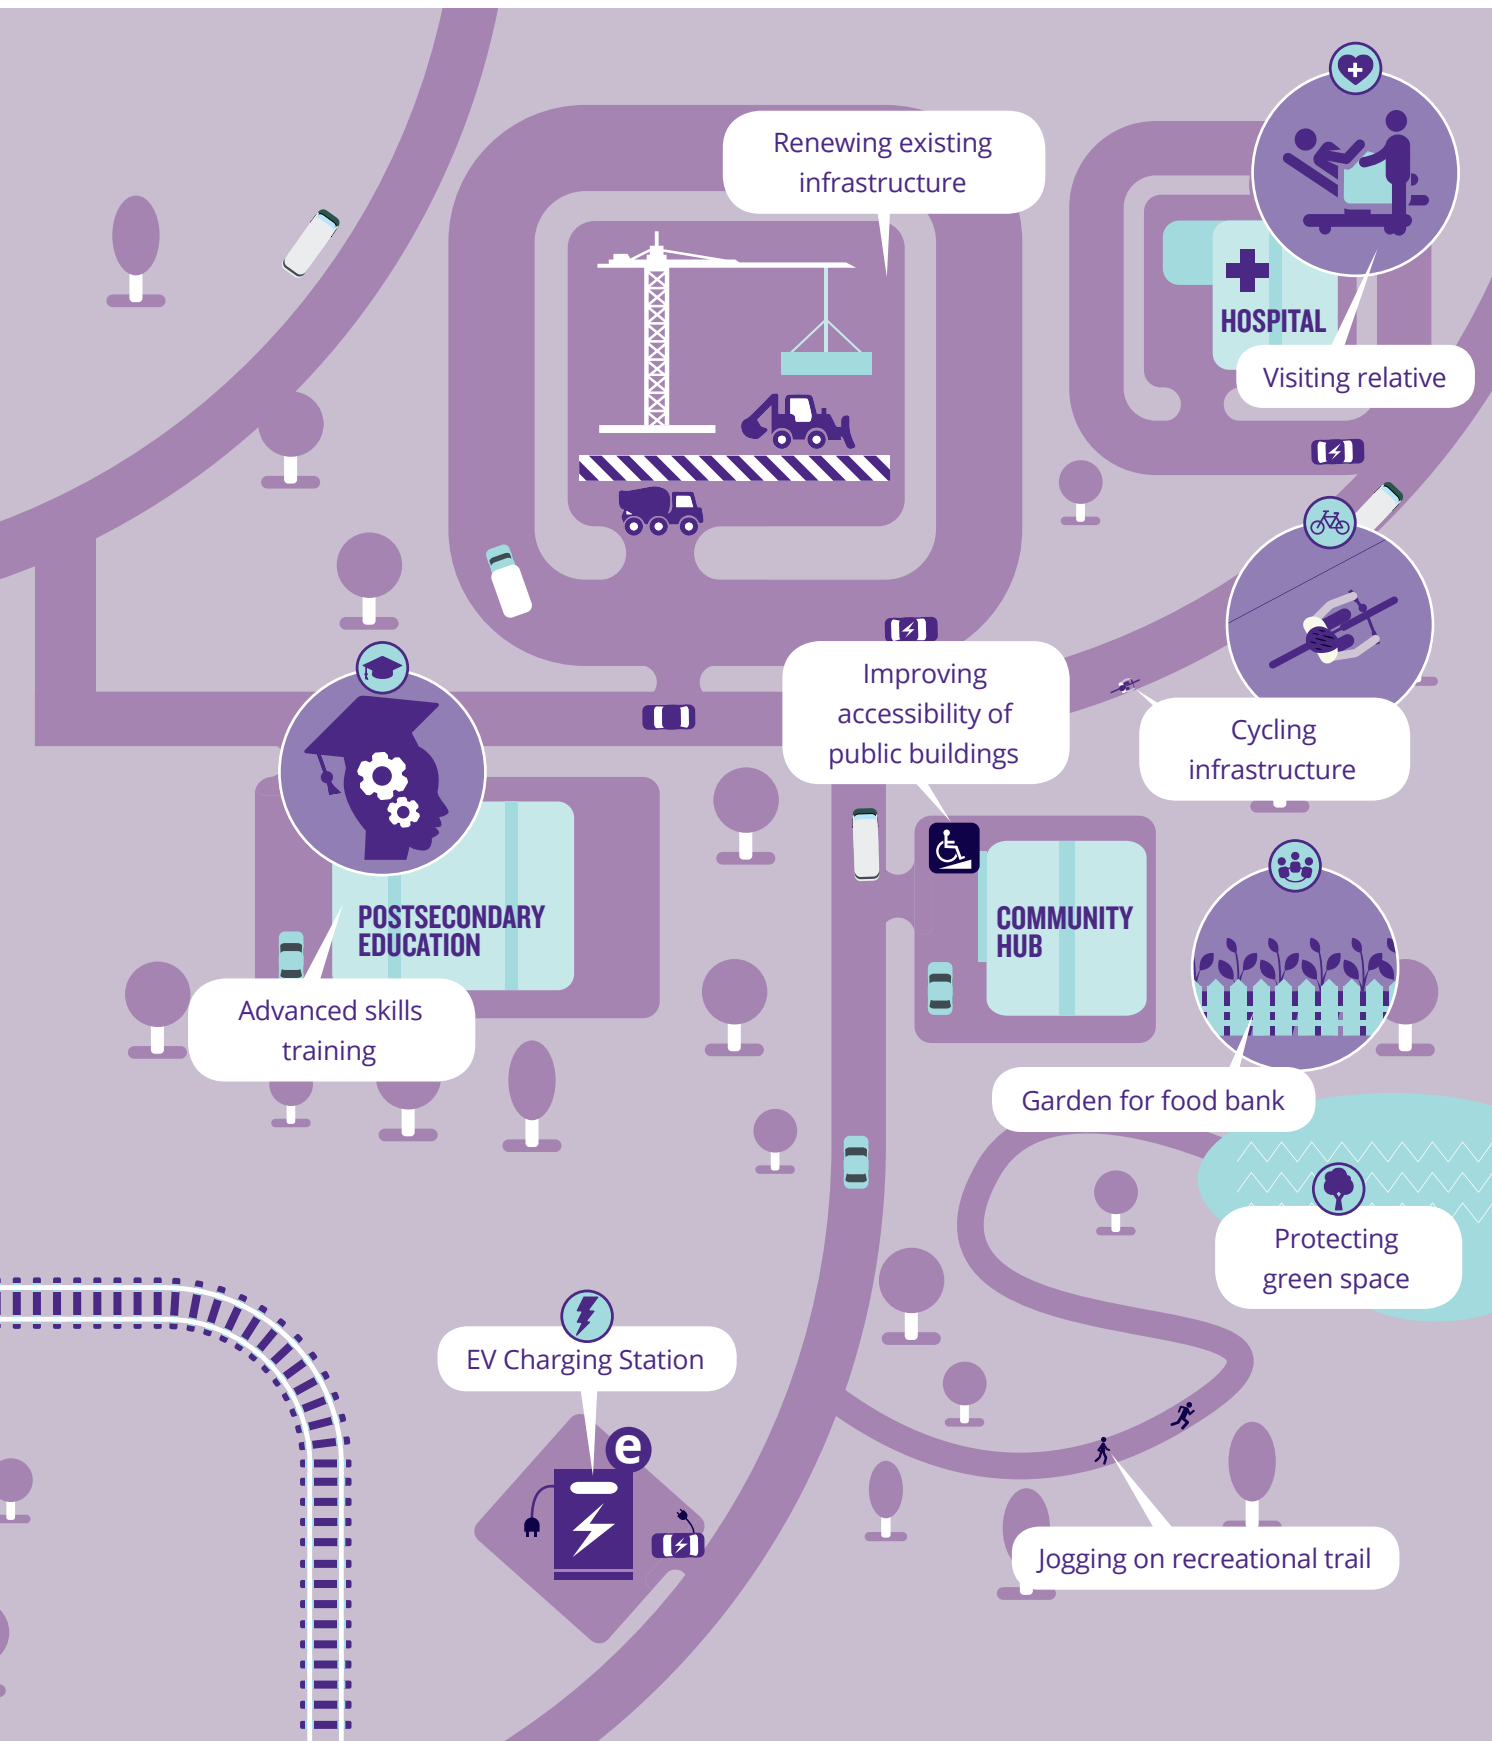 Renewing existing
infrastructure
HOSPITAL
Visiting relative
Improving
accessibility of
public buildings
Cycling
infrastructure
POSTSECONDARY
EDUCATION
COMMUNITY
HUB
Advanced skills
training
Garden for food bank
Protecting
green space
EV Charging Station
e
Jogging on recreational trail